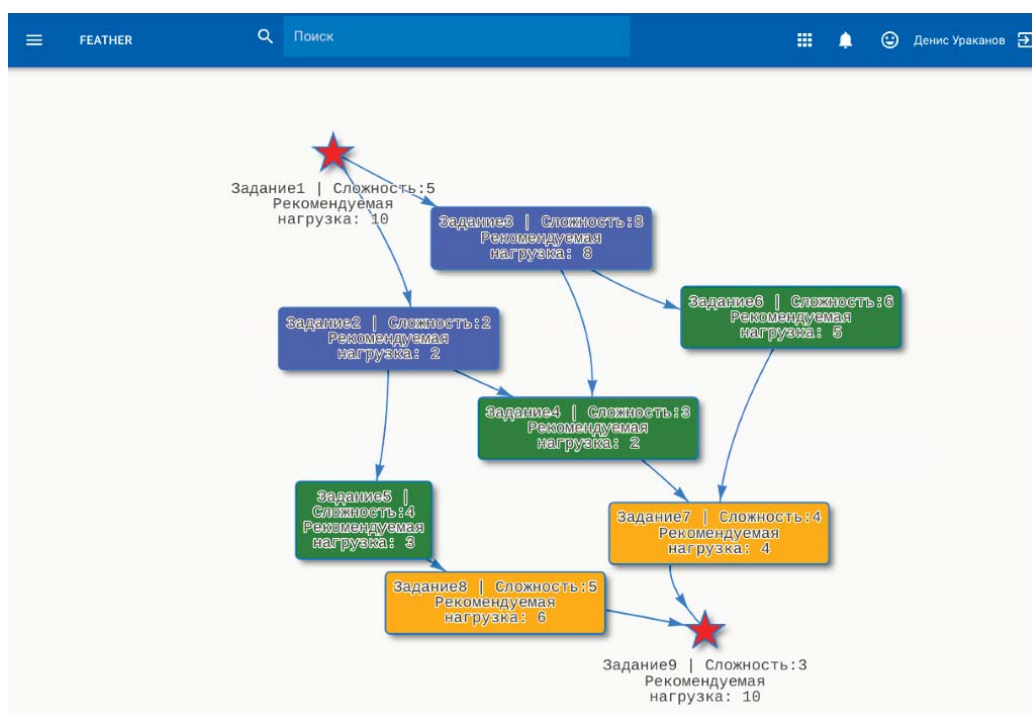 FEATHER
Поиск
Денис Ураканов
Задание1 | Сложность:5
Рекомендуемая
нагрузка: 10
Задание3 | Сложность:8
Рекомендуемая
нагрузка: 8
Задание6 | Сложность:6
Рекомендуемая
нагрузка: 5
Задание2 | Сложность:2
Рекомендуемая
нагрузка: 2
Задание4 | Сложность:3
Рекомендуемая
нагрузка: 2
Задание5 |
Сложность:4
Рекомендуемая
нагрузка: 3
Задание7 | Сложность:4
Рекомендуемая
нагрузка: 4
Задание8 | Сложность:5
Рекомендуемая
нагрузка: 6
Задание9 | Сложность:3
Рекомендуемая
нагрузка: 10